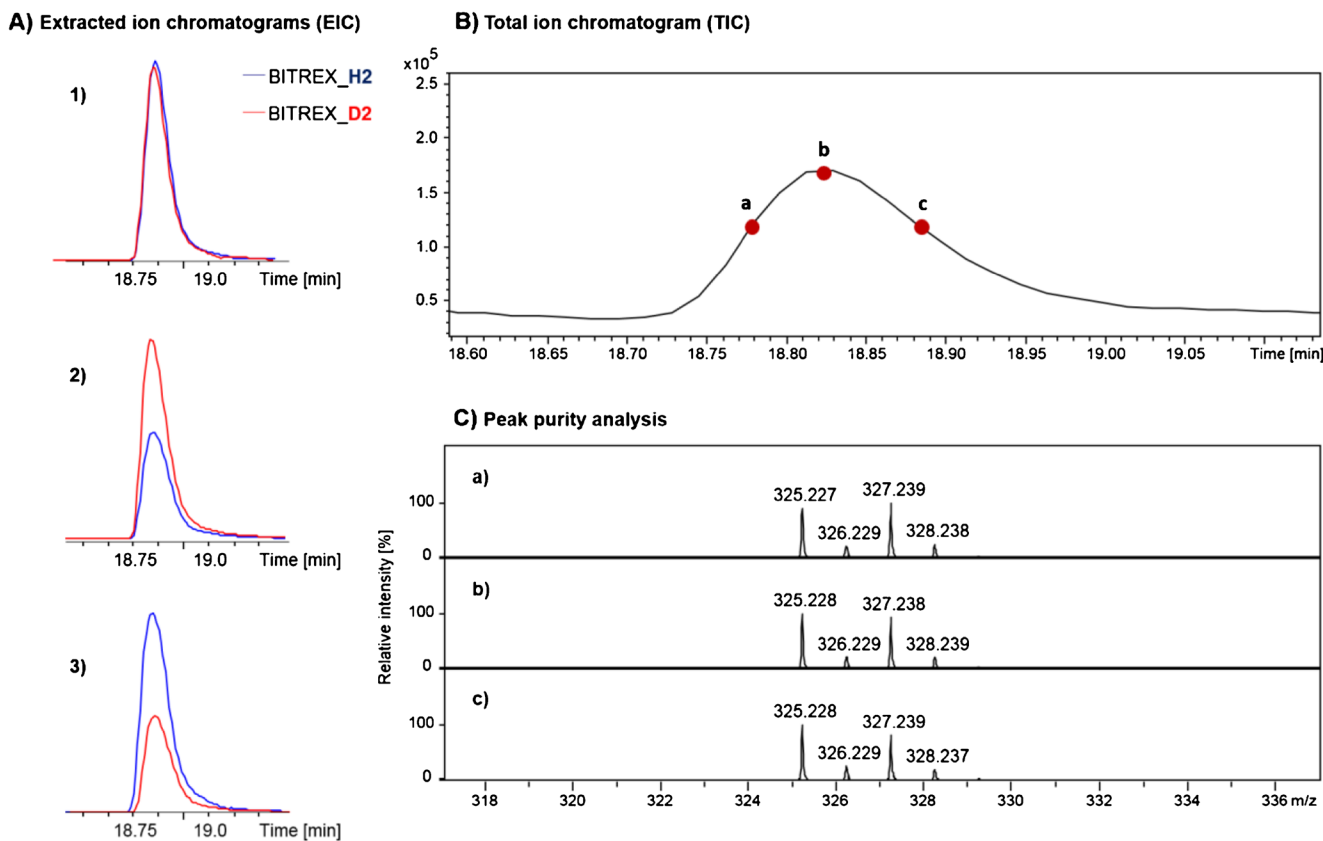 A) Extracted ion chromatograms (EIC)
1)
BITREX_H2
BITREX_D2
18.75 19.0 Time [min]
2)
18.75 19.0 Time [min]
3)
18.75 19.0 Time [min]
B) Total ion chromatogram (TIC)
x10^5
2.5
2.0
1.5
1.0
0.5
a
b
c
18.60 18.65 18.70 18.75 18.80 18.85 18.90 18.95 19.00 19.05 Time [min]
C) Peak purity analysis
Relative intensity [%]
a)
100
0
325.227
326.229
327.239
328.238
b)
100
0
325.228
326.229
327.238
328.239
c)
100
0
325.228
326.229
327.239
328.237
318 320 322 324 326 328 330 332 334 336 m/z